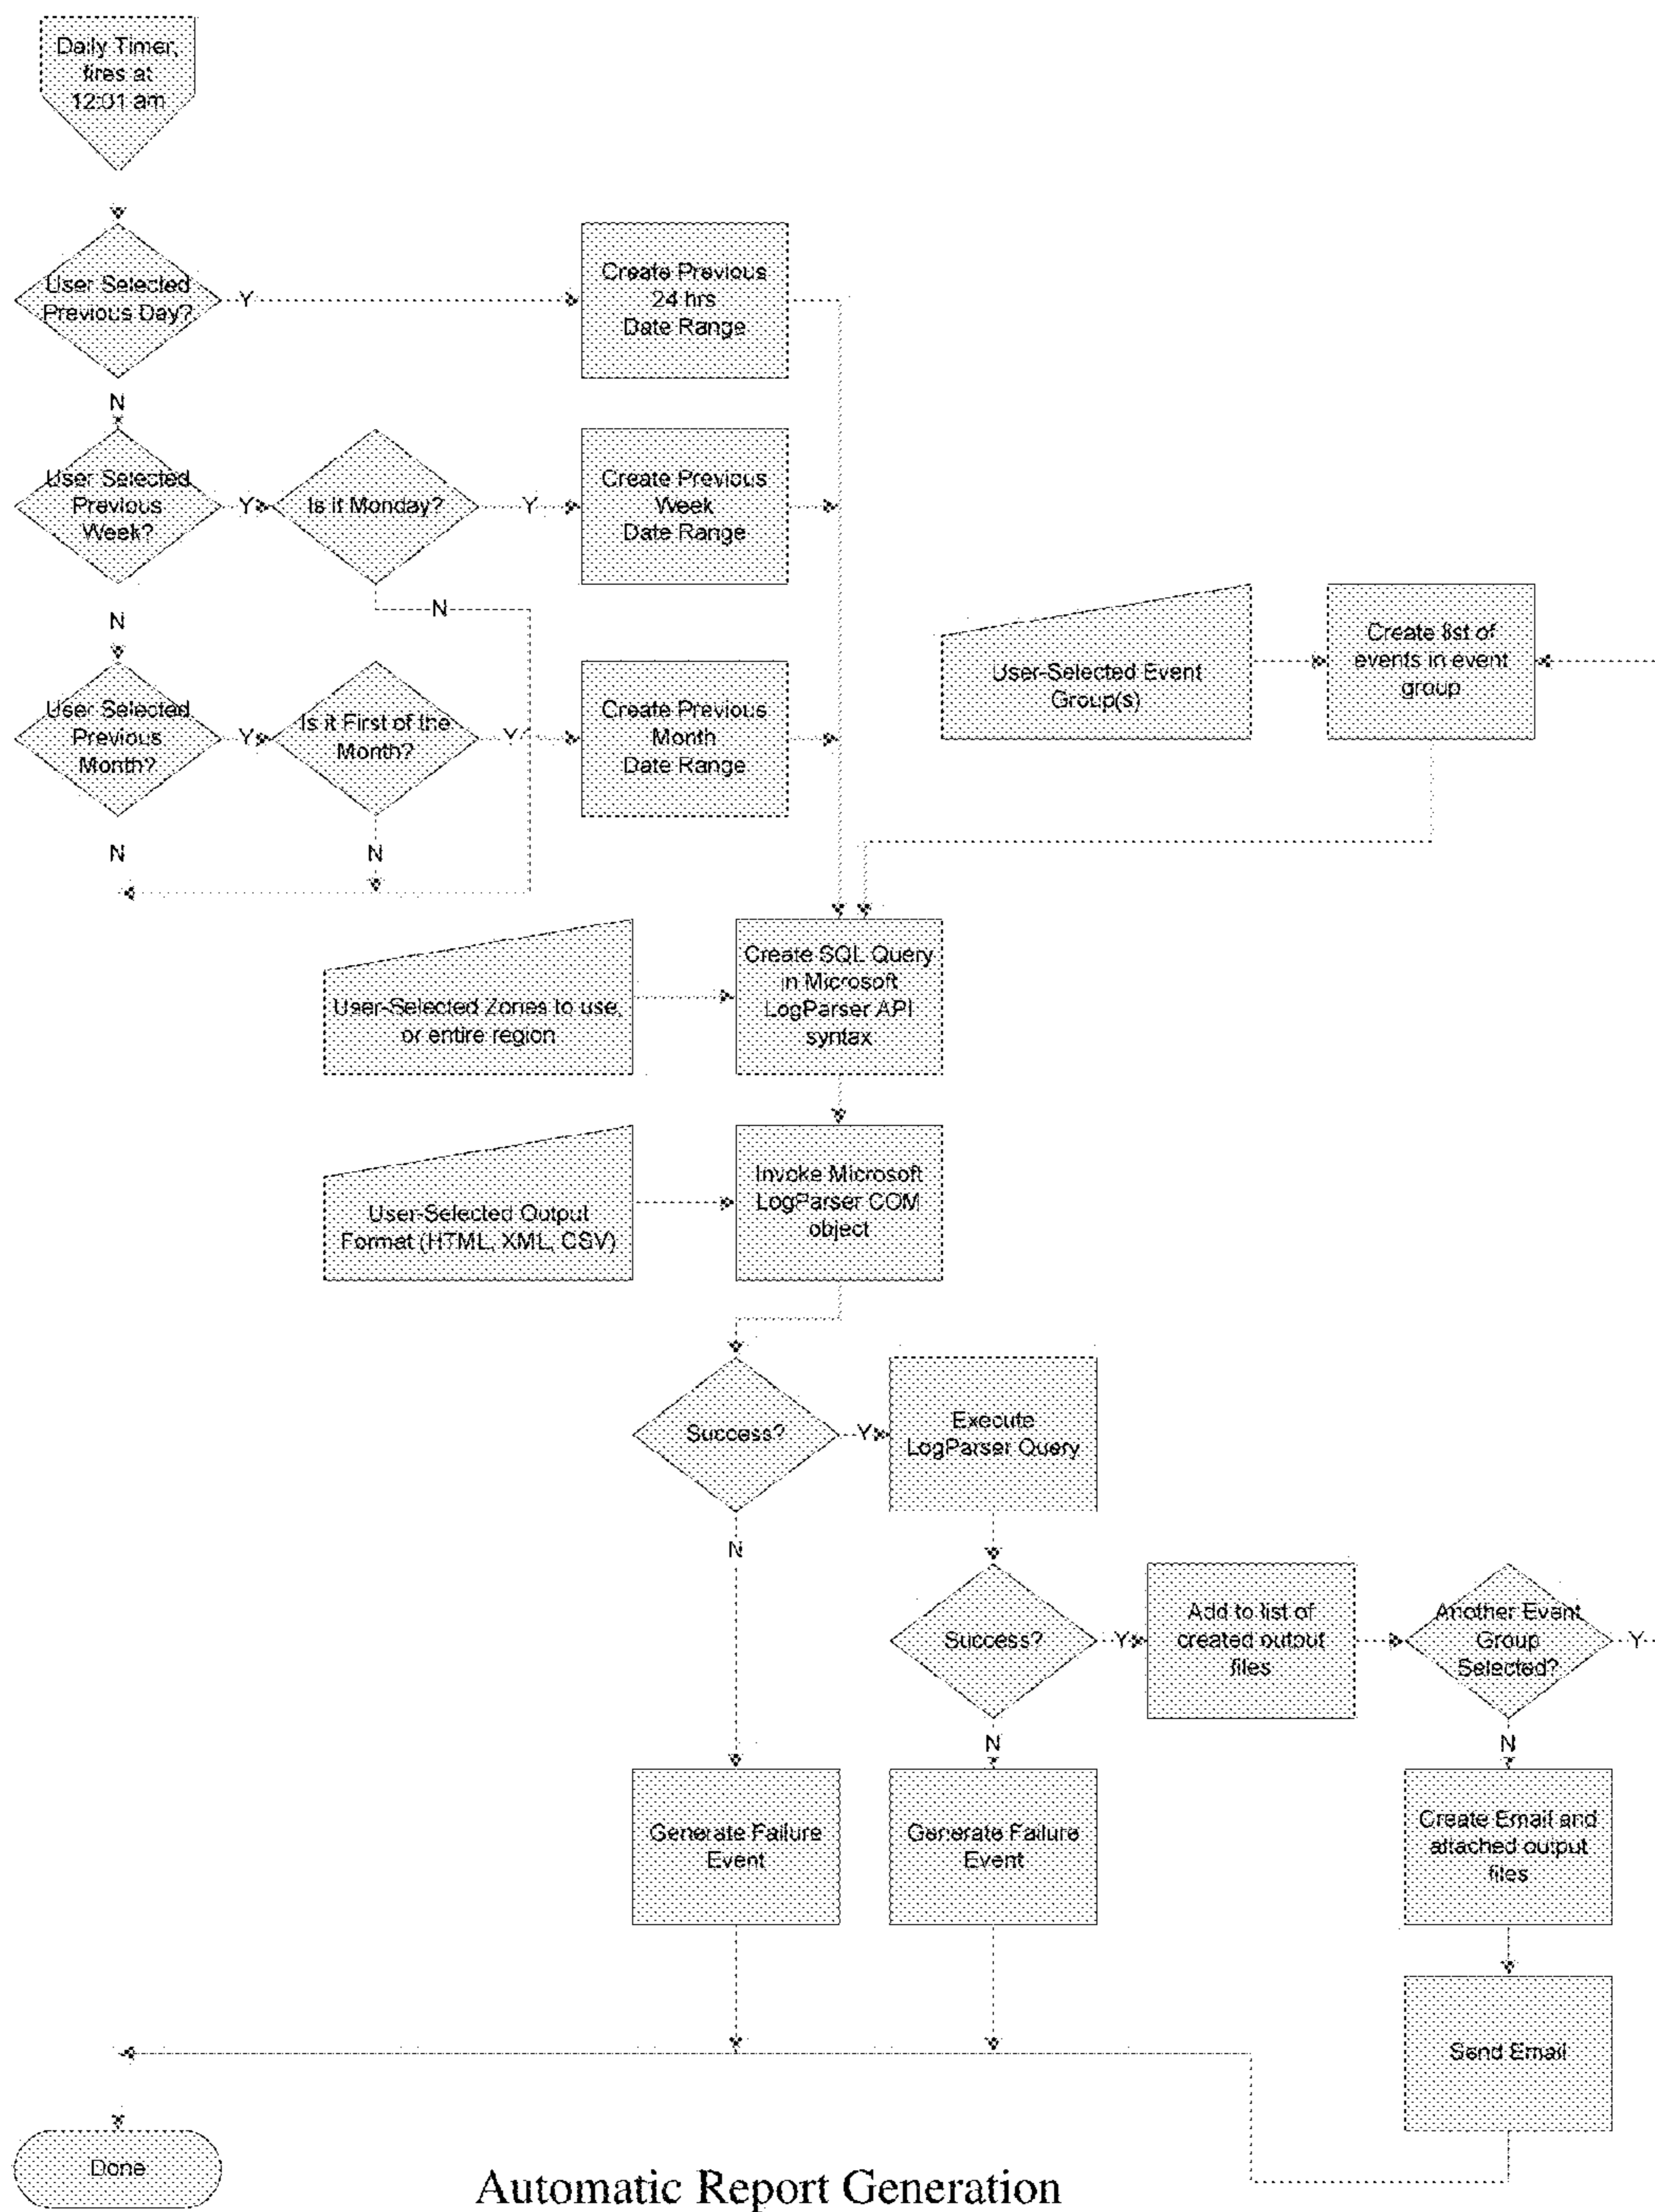 Daily Timer,
fires at
12:01 am
User Selected
Previous Day?
Y
Create Previous
24 hrs
Date Range
N
User Selected
Previous
Week?
Y
Is it Monday?
Y
Create Previous
Week
Date Range
N
N
User Selected
Previous
Month?
Y
Is it First of the
Month?
Y
Create Previous
Month
Date Range
N
N
User-Selected Event
Group(s)
Create list of
events in event
group
User-Selected Zones to use,
or entire region
Create SQL Query
in Microsoft
LogParser API
syntax
User-Selected Output
Format (HTML, XML, CSV)
Invoke Microsoft
LogParser COM
object
Success?
Y
Execute
LogParser Query
N
Success?
Y
Add to list of
created output
files
Another Event
Group
Selected?
Y
N
N
Generate Failure
Event
Generate Failure
Event
Create Email and
attached output
files
Send Email
Done
Automatic Report Generation